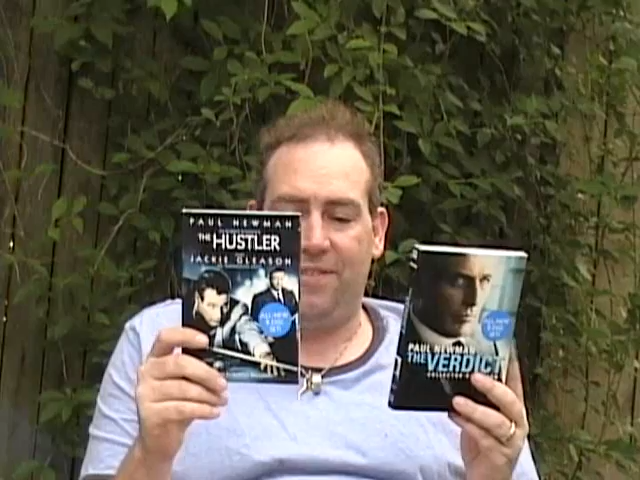 PAUL NEWMAN
THE HUSTLER
JACKIE GLEASON
ALL-NEW
2-DISC
SET!
PAUL NEWMAN
THE VERDICT
COLLECTOR'S
ALL-NEW
2-DISC
SET!